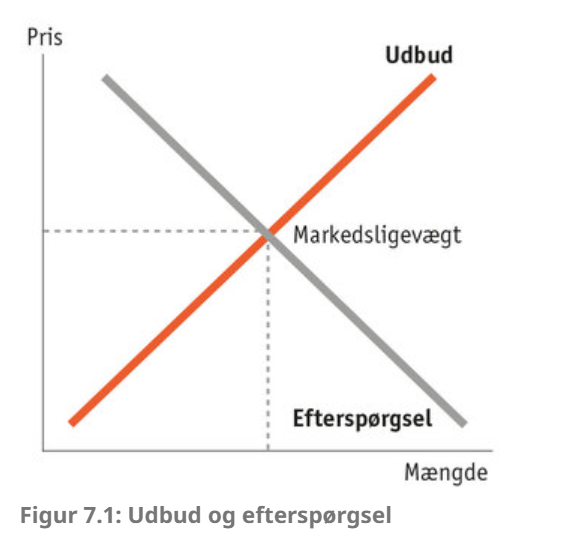 Pris
Udbud
Markedsligevægt
Efterspørgsel
Mængde
Figur 7.1: Udbud og efterspørgsel